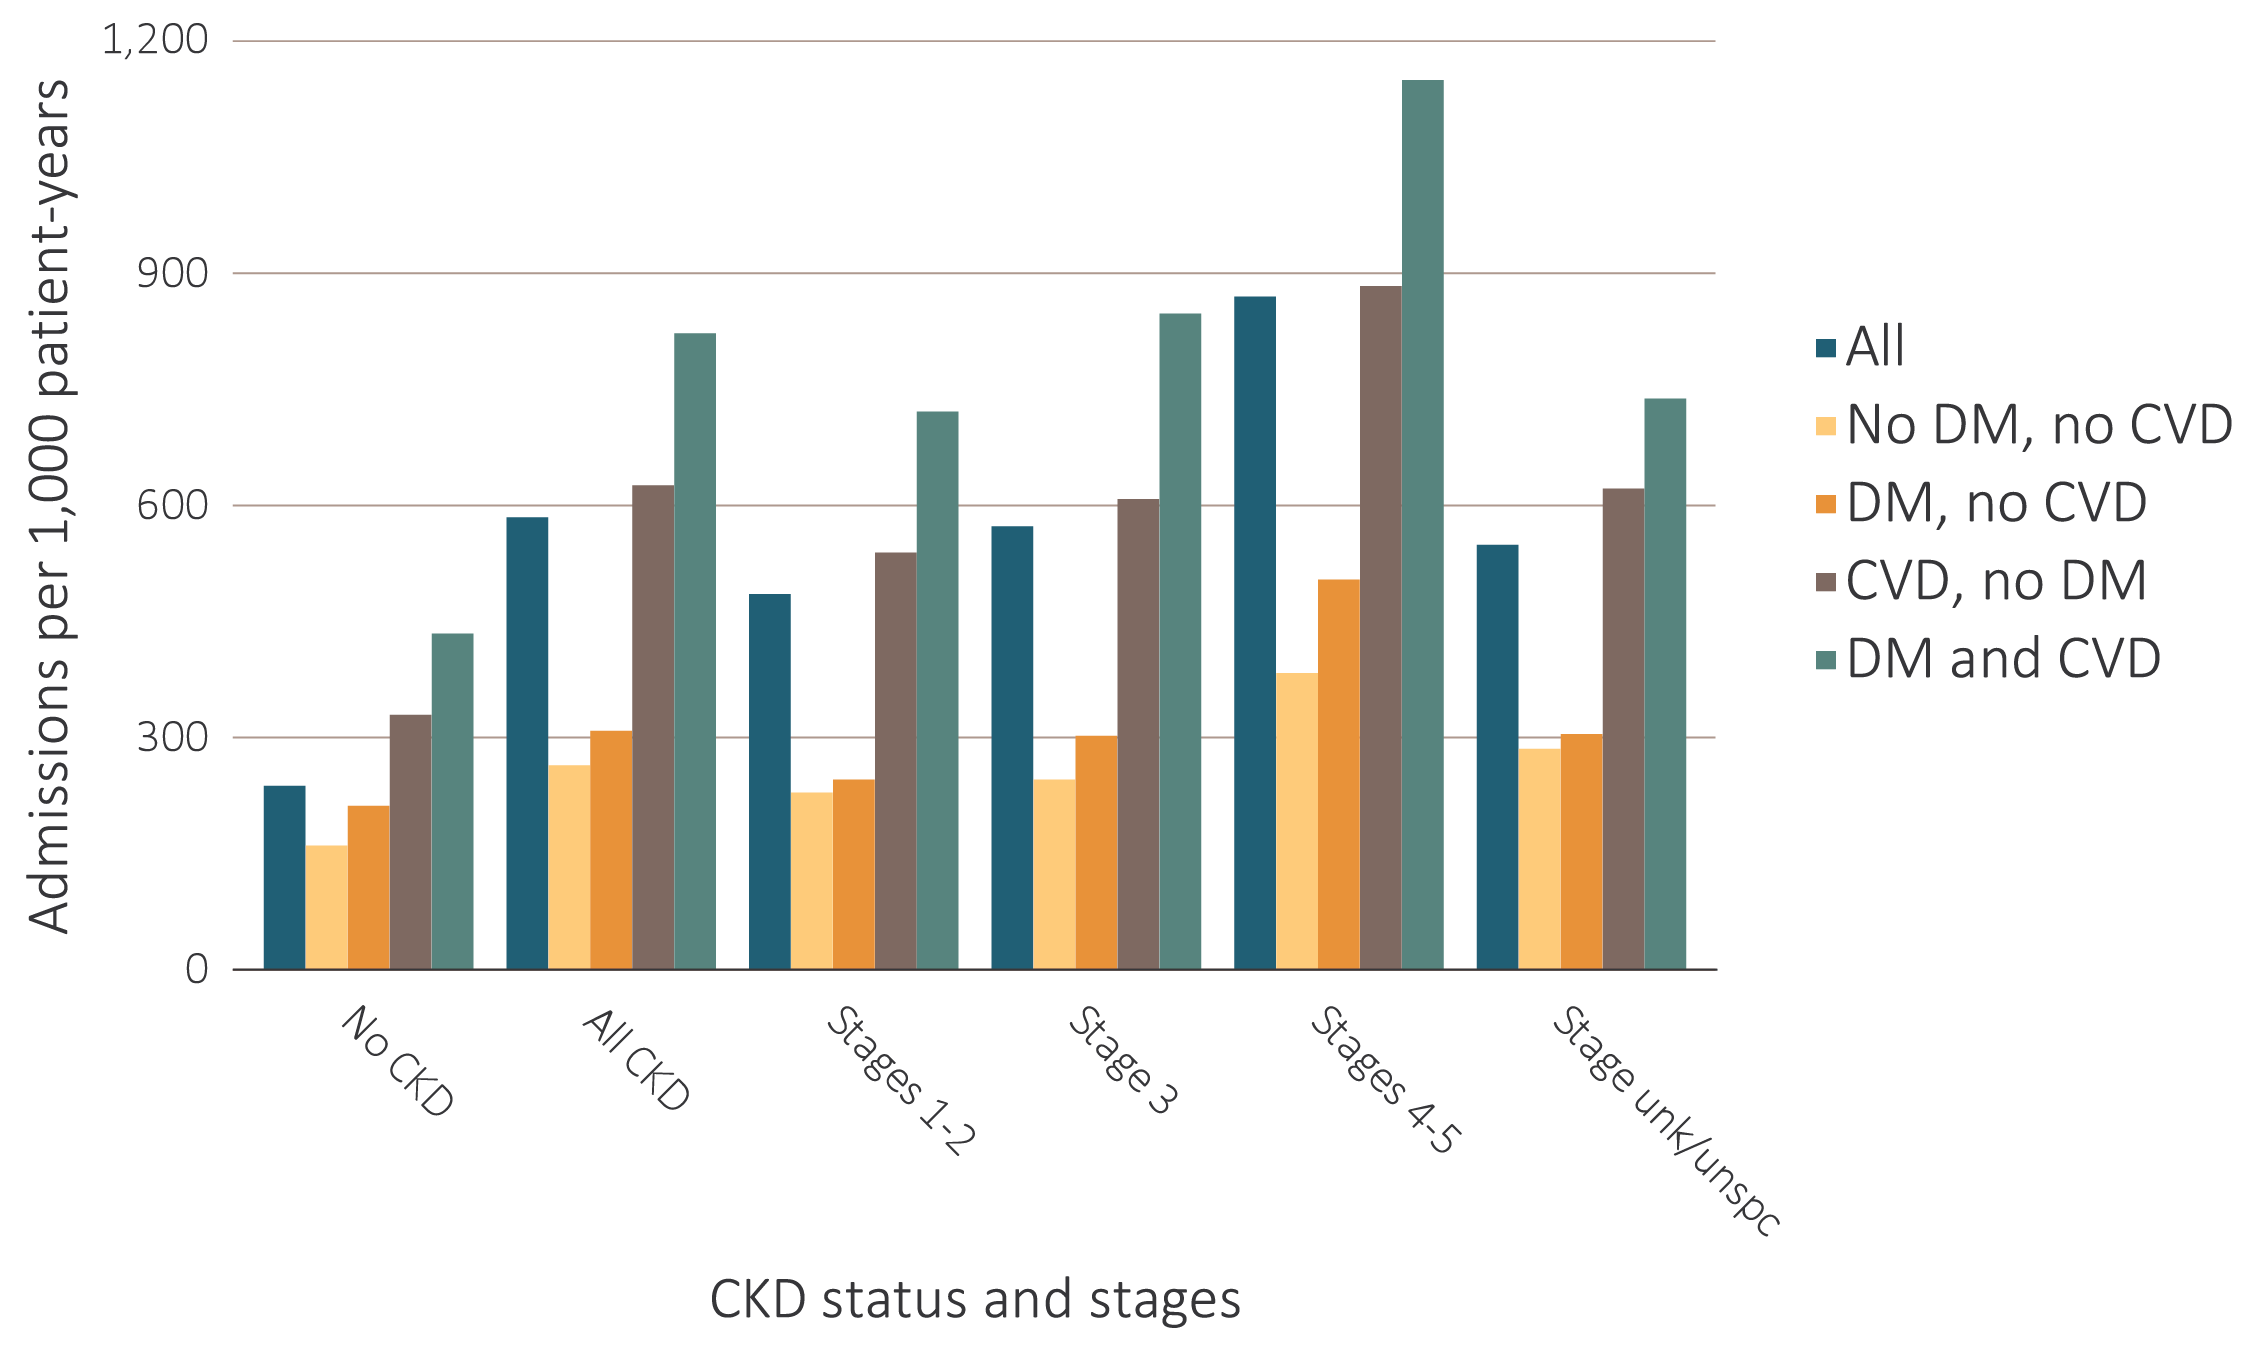 Admissions per 1,000 patient-years
1,200
900
600
300
0
No CKD
All CKD
Stages 1-2
Stage 3
Stages 4-5
Stage unk/unspc
CKD status and stages
All
No DM, no CVD
DM, no CVD
CVD, no DM
DM and CVD